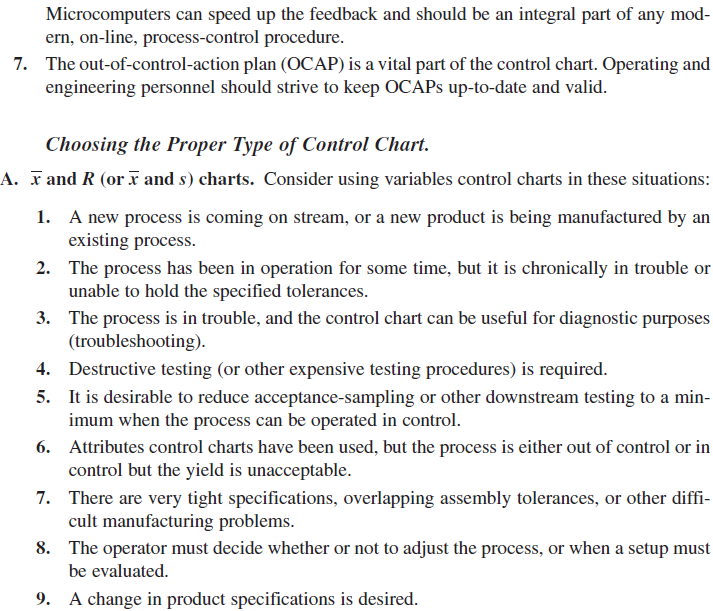 Microcomputers can speed up the feedback and should be an integral part of any mod-
ern, on-line, process-control procedure.
7. The out-of-control-action plan (OCAP) is a vital part of the control chart. Operating and
engineering personnel should strive to keep OCAPs up-to-date and valid.
Choosing the Proper Type of Control Chart.
A. x̅ and R (or x̅ and s) charts. Consider using variables control charts in these situations:
1. A new process is coming on stream, or a new product is being manufactured by an
existing process.
2. The process has been in operation for some time, but it is chronically in trouble or
unable to hold the specified tolerances.
3. The process is in trouble, and the control chart can be useful for diagnostic purposes
(troubleshooting).
4. Destructive testing (or other expensive testing procedures) is required.
5. It is desirable to reduce acceptance-sampling or other downstream testing to a min-
imum when the process can be operated in control.
6. Attributes control charts have been used, but the process is either out of control or in
control but the yield is unacceptable.
7. There are very tight specifications, overlapping assembly tolerances, or other diffi-
cult manufacturing problems.
8. The operator must decide whether or not to adjust the process, or when a setup must
be evaluated.
9. A change in product specifications is desired.